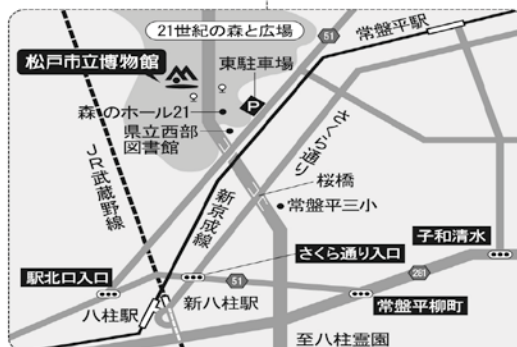 21世紀の森と広場
51
常盤平駅
松戸市立博物館
東駐車場
P
森のホール21
県立西部
図書館
さくら通り
JR武蔵野線
新京成線
桜橋
常盤平三小
子和清水
さくら通り入口
駅北口入口
51
261
八柱駅
新八柱駅
常盤平柳町
至八柱霊園